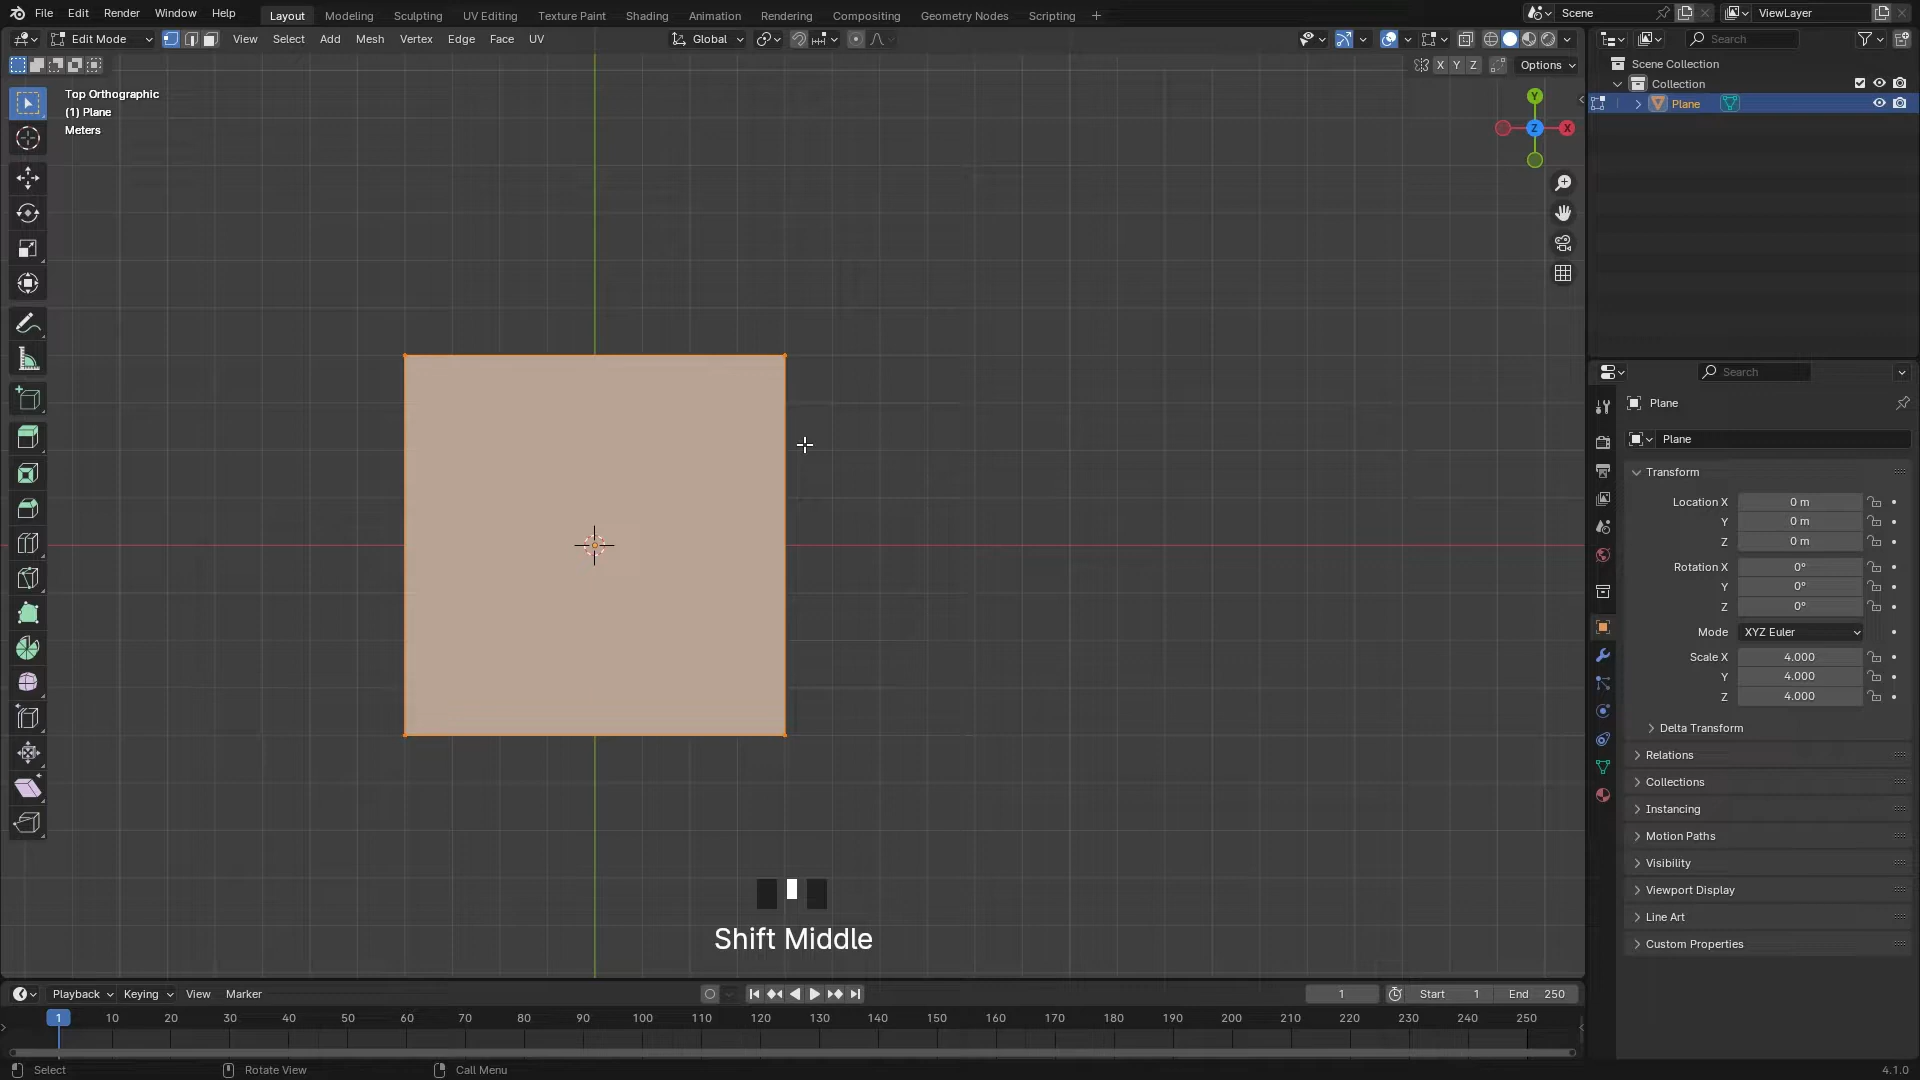 File Edit Render Window Help Layout Modeling Sculpting UV Editing Texture Paint Shading Animation Rendering Compositing Geometry Nodes Scripting + Scene ViewLayer
Edit Mode View Select Add Mesh Vertex Edge Face UV Global Search
X Y Z Options
Scene Collection
Collection
Plane
Top Orthographic
(1) Plane
Meters
Y
Z X
Search
Plane
Plane
Transform
Location X 0 m
Y 0 m
Z 0 m
Rotation X 0°
Y 0°
Z 0°
Mode XYZ Euler
Scale X 4.000
Y 4.000
Z 4.000
Delta Transform
Relations
Collections
Instancing
Motion Paths
Visibility
Viewport Display
Line Art
Custom Properties
Shift Middle
Playback Keying View Marker 1 Start 1 End 250
1 10 20 30 40 50 60 70 80 90 100 110 120 130 140 150 160 170 180 190 200 210 220 230 240 250
Select Rotate View Call Menu 4.1.0